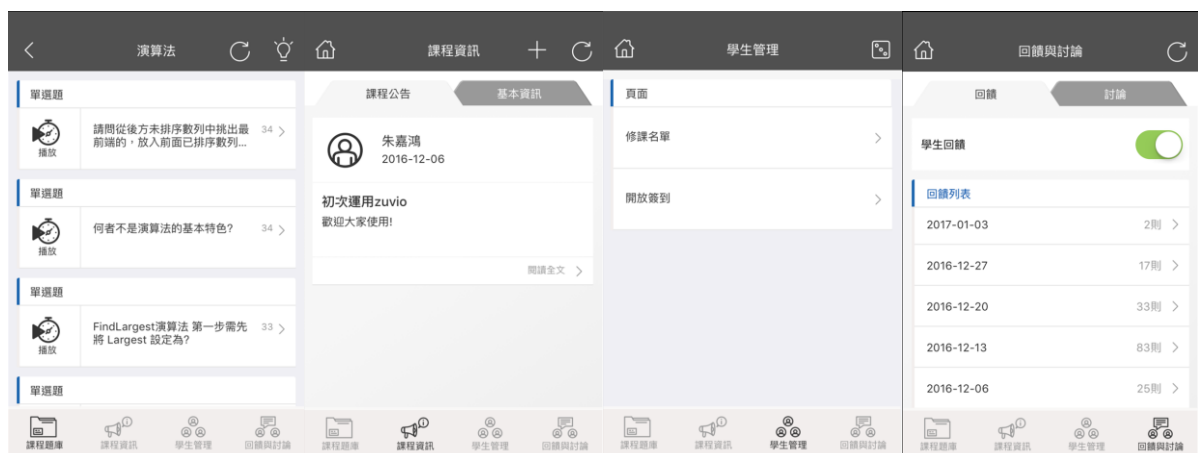 演算法
單選題
播放
請問從後方未排序數列中挑出最
前端的，放入前面已排序數列...
34
單選題
播放
何者不是演算法的基本特色?
34
單選題
播放
FindLargest演算法 第一步需先
將 Largest 設定為?
33
單選題
課程題庫
課程資訊
學生管理
回饋與討論
課程資訊
課程公告
基本資訊
朱嘉鴻
2016-12-06
初次運用zuvio
歡迎大家使用!
閱讀全文
課程題庫
課程資訊
學生管理
回饋與討論
學生管理
頁面
修課名單
開放簽到
課程題庫
課程資訊
學生管理
回饋與討論
回饋與討論
回饋
討論
學生回饋
回饋列表
2017-01-03 2則
2016-12-27 17則
2016-12-20 33則
2016-12-13 83則
2016-12-06 25則
課程題庫
課程資訊
學生管理
回饋與討論